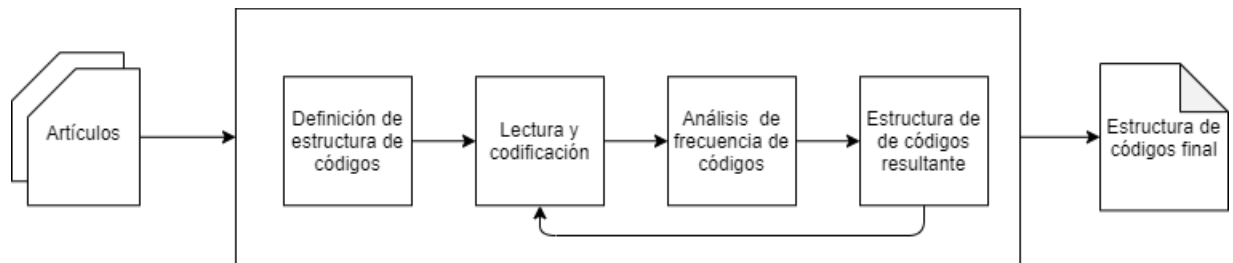 Artículos
Definición de
estructura de
códigos
Lectura y
codificación
Análisis de
frecuencia de
códigos
Estructura de
de códigos
resultante
Estructura de
códigos final